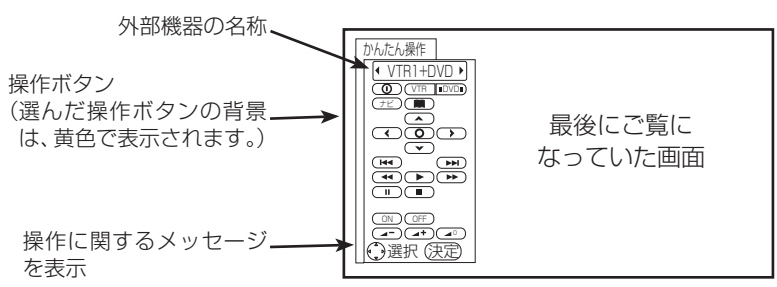 外部機器の名称
操作ボタン
(選んだ操作ボタンの背景
は、黄色で表示されます。)
操作に関するメッセージ
を表示
かんたん操作
VTR1+DVD
VTR DVD
ナビ
ON OFF
選択 決定
最後にご覧に
なっていた画面